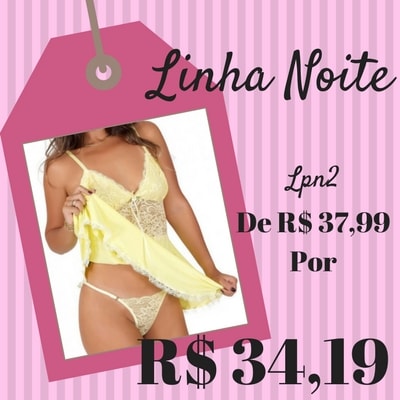 Linha Noite
Lpn2
De R$ 37,99
Por
R$ 34,19